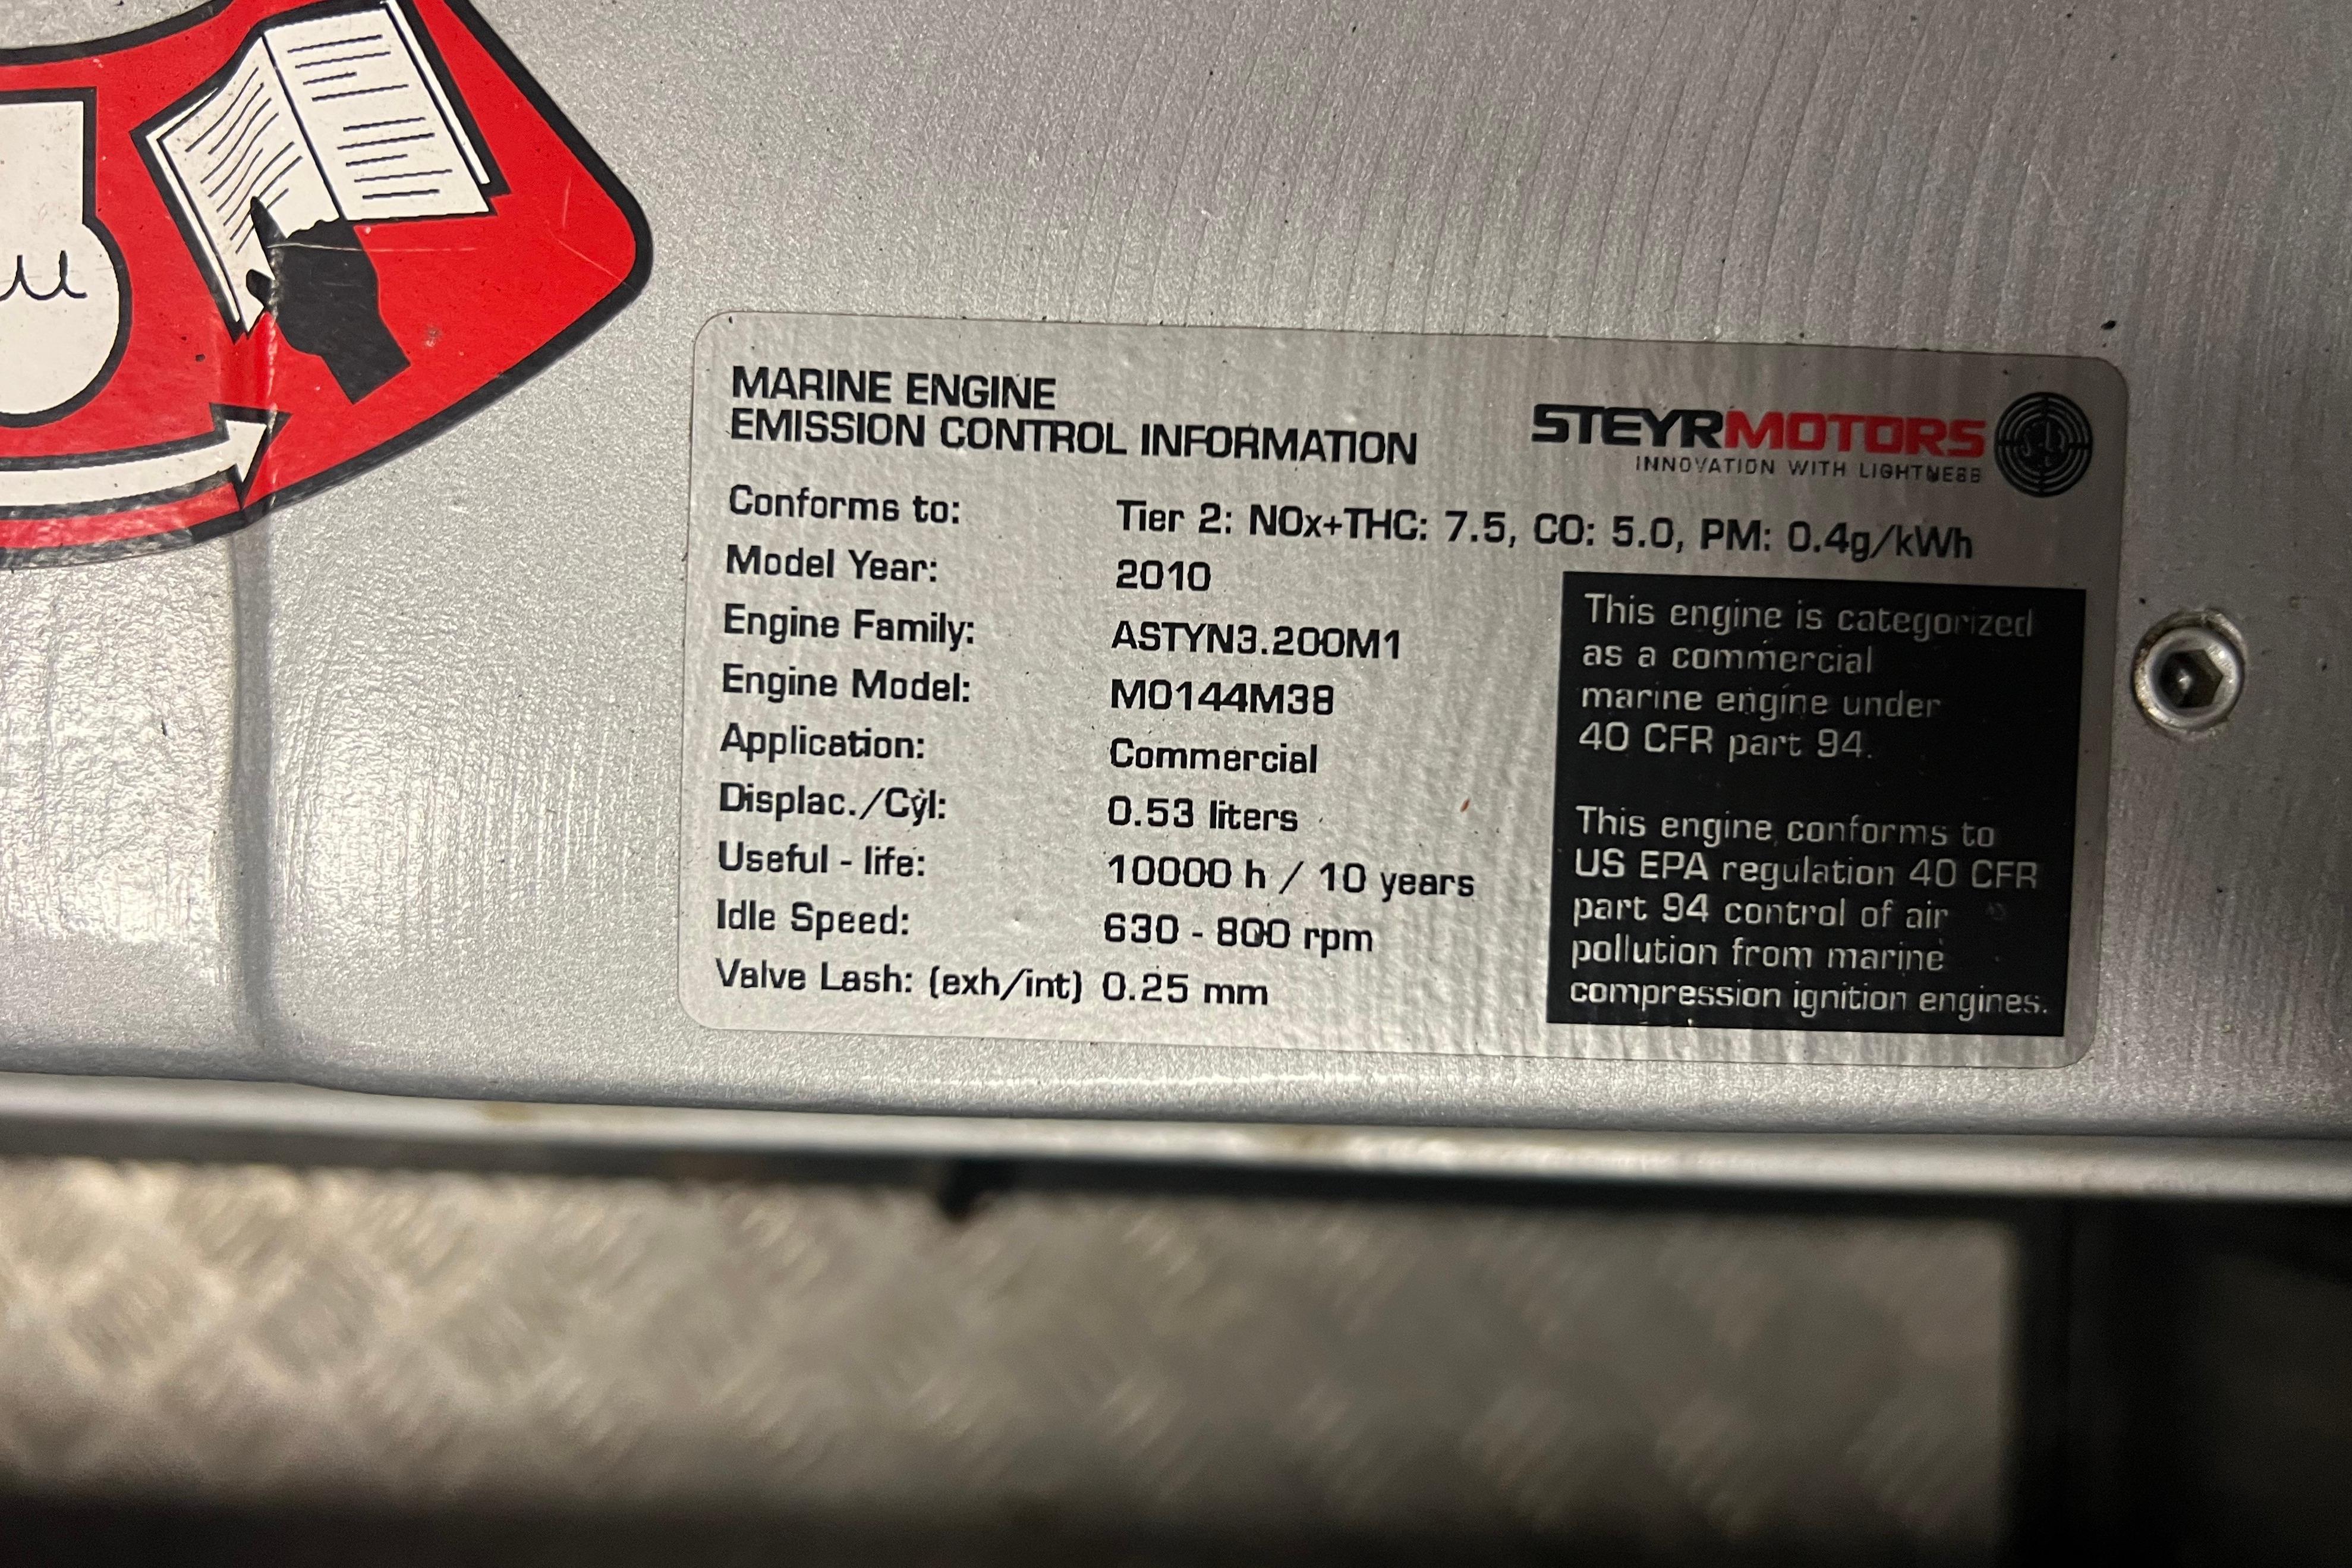 MARINE ENGINE
EMISSION CONTROL INFORMATION
STEYRMOTORS
INNOVATION WITH LIGHTNESS
Conforms to: Tier 2: NOx+THC: 7.5, CO: 5.0, PM: 0.4g/kWh
Model Year: 2010
Engine Family: ASTYN3.200M1
Engine Model: M0144M38
Application: Commercial
Displac./Cyl: 0.53 liters
Useful - life: 10000 h / 10 years
Idle Speed: 630 - 800 rpm
Valve Lash: (exh/int) 0.25 mm
This engine is categorized
as a commercial
marine engine under
40 CFR part 94.
This engine conforms to
US EPA regulation 40 CFR
part 94 control of air
pollution from marine
compression ignition engines.